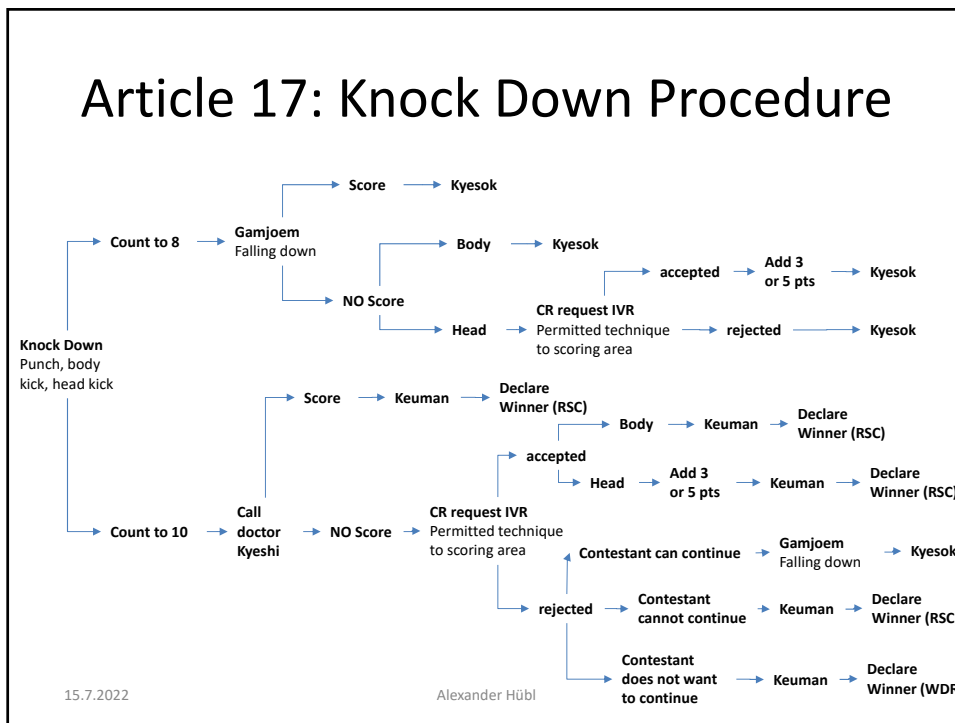 Article 17: Knock Down Procedure
Score
Kyesok
Count to 8
Gamjoem
Falling down
Body
Kyesok
NO Score
accepted
Add 3
or 5 pts
Kyesok
Head
CR request IVR
Permitted technique
to scoring area
rejected
Kyesok
Knock Down
Punch, body
kick, head kick
Score
Keuman
Declare
Winner (RSC)
Body
Keuman
Declare
Winner (RSC)
accepted
Head
Add 3
or 5 pts
Keuman
Declare
Winner (RSC)
Count to 10
Call
doctor
Kyeshi
NO Score
CR request IVR
Permitted technique
to scoring area
Contestant can continue
Gamjoem
Falling down
Kyesok
rejected
Contestant
cannot continue
Keuman
Declare
Winner (RSC
Contestant
does not want
to continue
Keuman
Declare
Winner (WDR
15.7.2022
Alexander Hübl